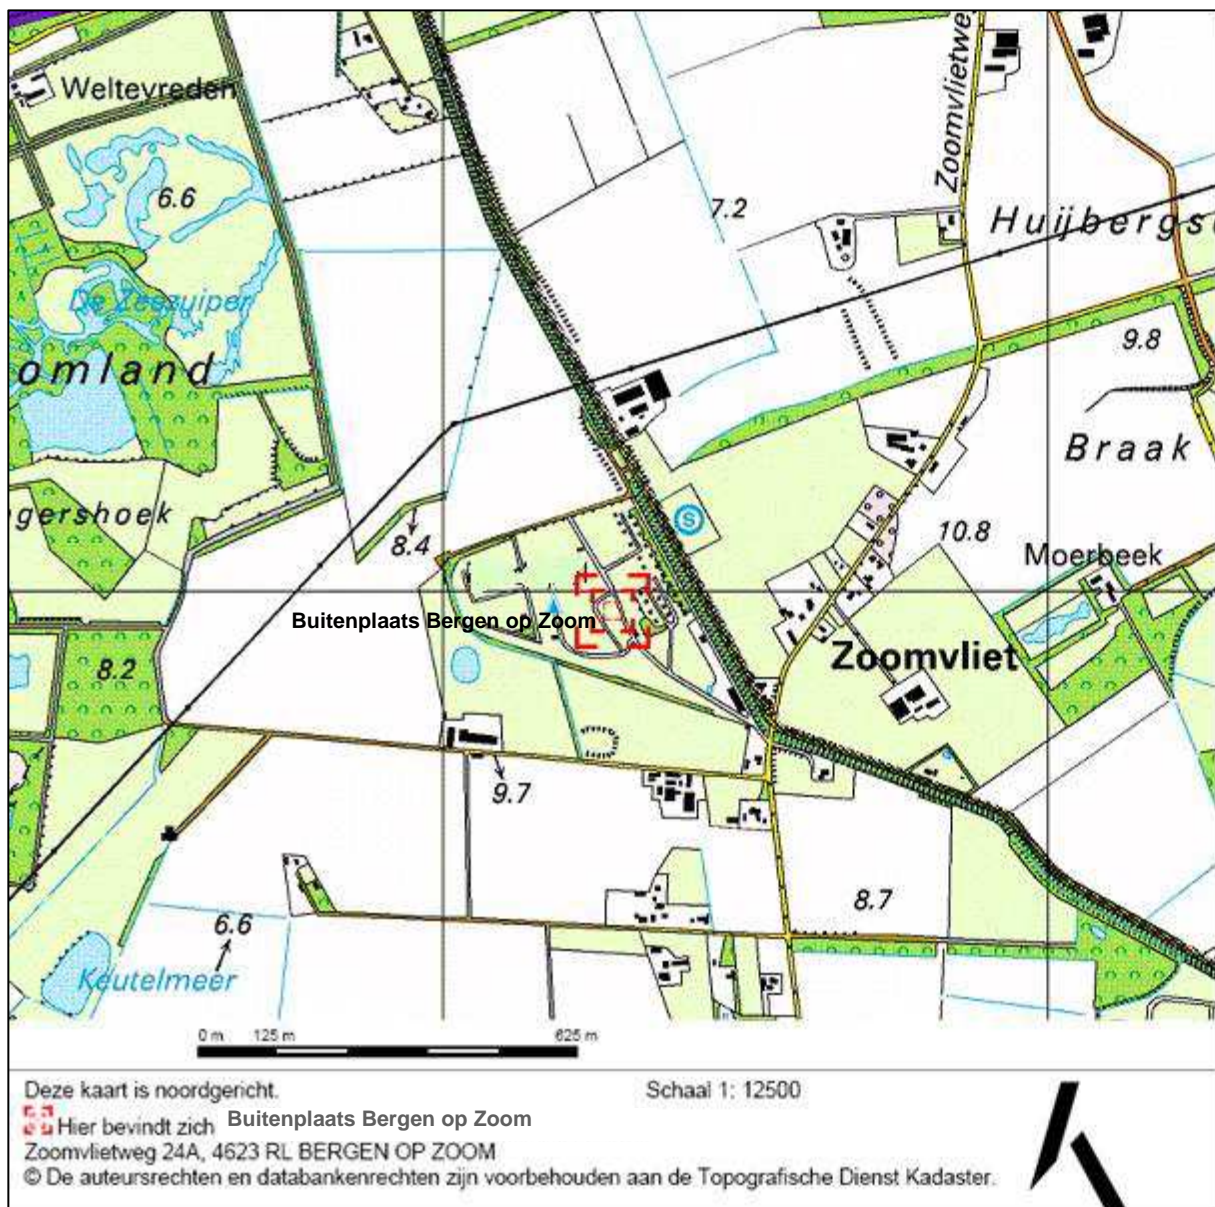 Zoomvlietwe
Weltevreden
6.6
7.2
Huijbergs
De Zeezuiper
omland
9.8
Braak
gershoek
8.4
S
10.8
Moerbeek
Buitenplaats Bergen op Zoom
Zoomvliet
8.2
9.7
8.7
6.6
Keutelmeer
0 m 125 m 625 m
Deze kaart is noordgericht. Schaal 1: 12500
Hier bevindt zich Buitenplaats Bergen op Zoom
Zoomvlietweg 24A, 4623 RL BERGEN OP ZOOM
© De auteursrechten en databankenrechten zijn voorbehouden aan de Topografische Dienst Kadaster.